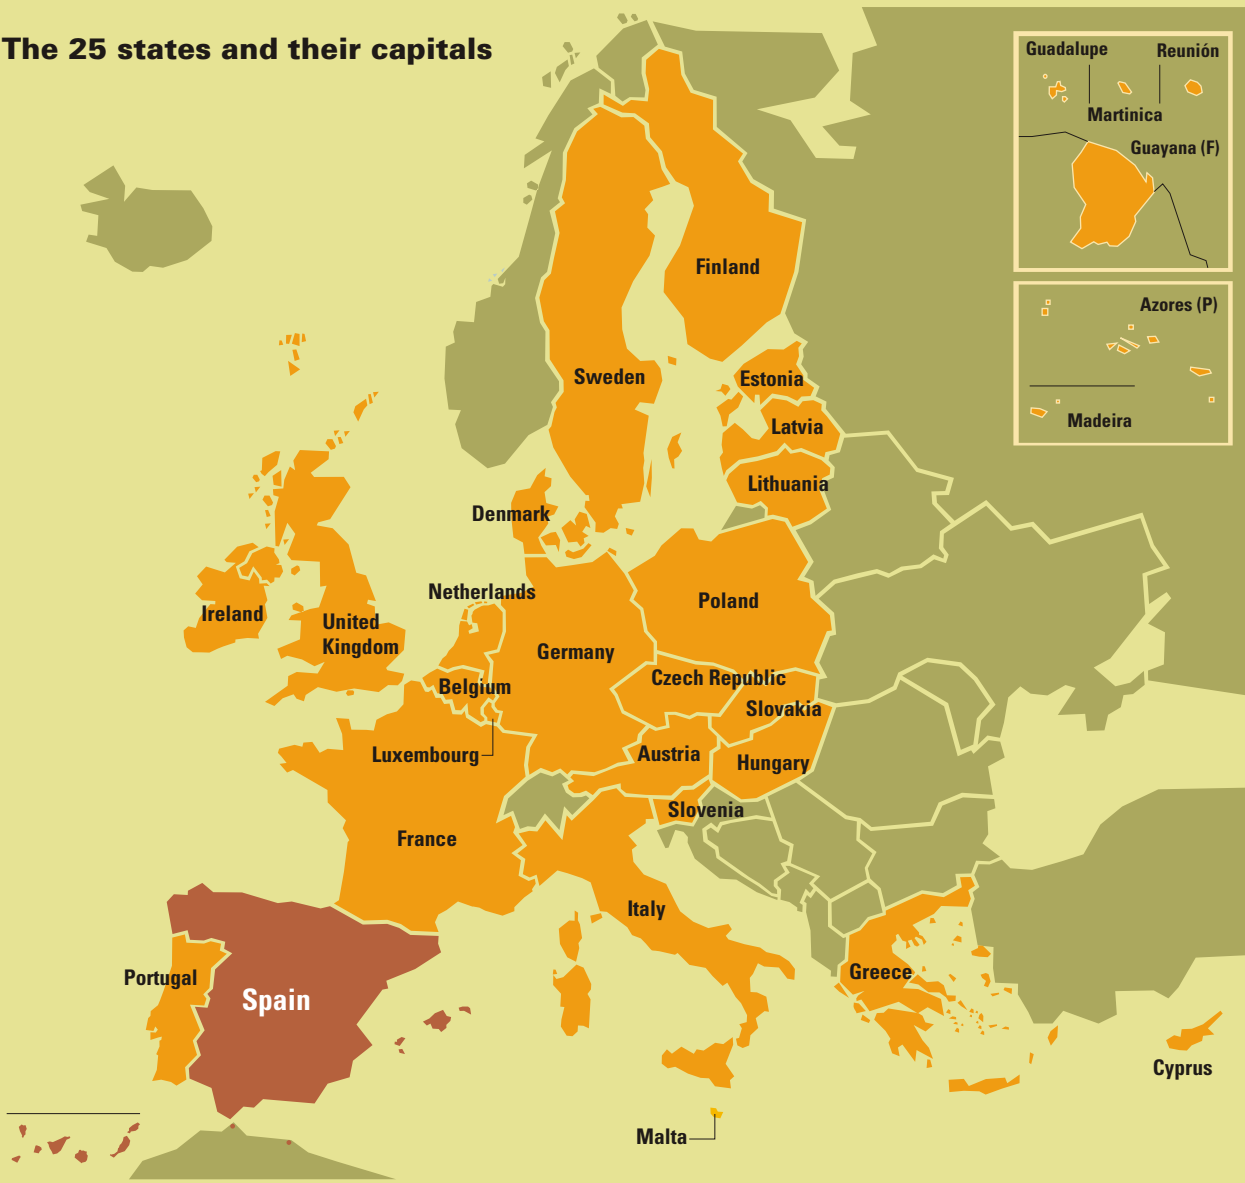 The 25 states and their capitals
Guadalupe
Reunión
Martinica
Guayana (F)
Azores (P)
Madeira
Finland
Sweden
Estonia
Latvia
Lithuania
Denmark
Netherlands
Ireland
United
Kingdom
Poland
Germany
Belgium
Czech Republic
Slovakia
Luxembourg
Austria
Hungary
Slovenia
France
Italy
Portugal
Spain
Greece
Cyprus
Malta